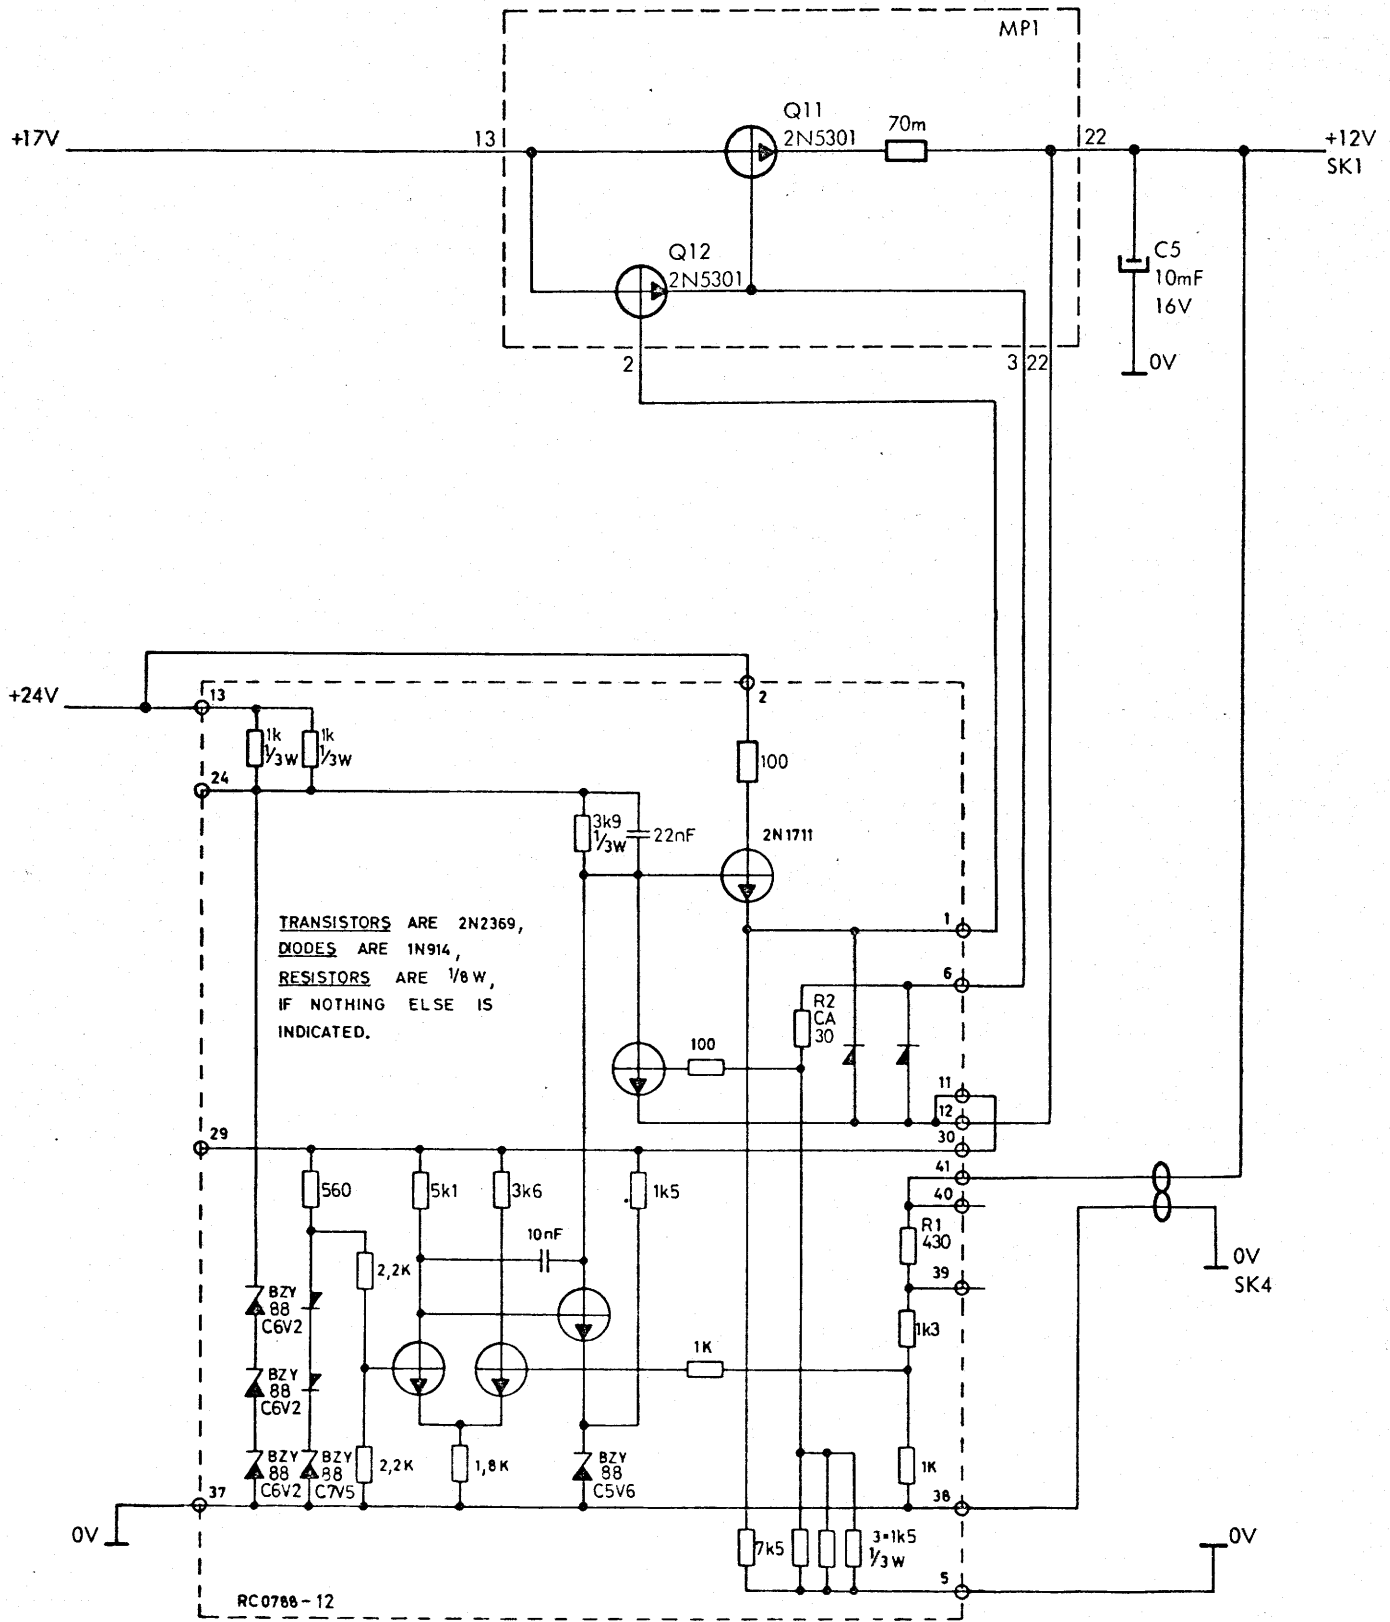 MP1
+17V
13
Q11
2N5301
70m
22
+12V
SK1
Q12
2N5301
C5
10mF
16V
2
3
22
0V
+24V
13
2
1k
1/3W
1k
1/3W
100
24
3k9
1/3W
22nF
2N1711
TRANSISTORS ARE 2N2369,
DIODES ARE 1N914,
RESISTORS ARE 1/8 W,
IF NOTHING ELSE IS
INDICATED.
1
6
R2
CA
30
100
11
12
29
30
41
560
5k1
3k6
1k5
40
10nF
R1
430
2,2K
39
0V
SK4
BZY
88
C6V2
1k3
1K
BZY
88
C6V2
BZY
88
C6V2
BZY
88
C7V5
2,2K
1,8K
BZY
88
C5V6
1K
37
38
0V
7k5
3=1k5
1/3W
0V
5
RC0788-12